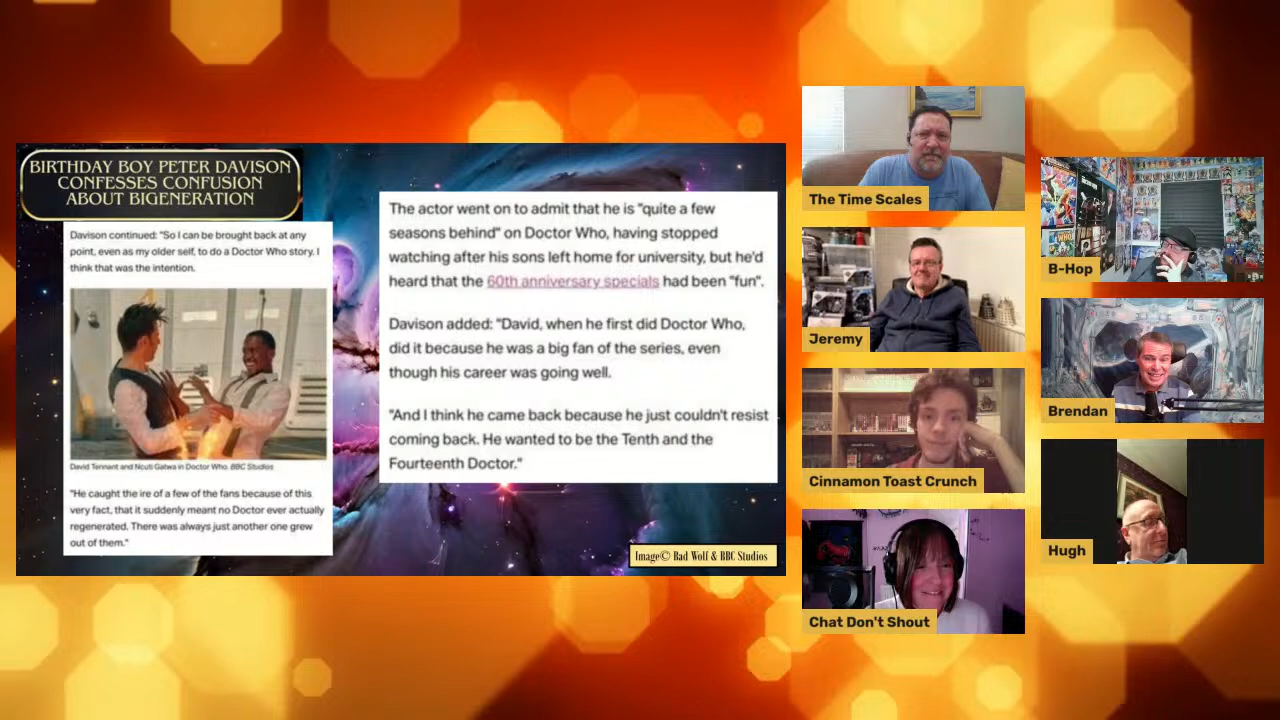 BIRTHDAY BOY PETER DAVISON
CONFESSES CONFUSION
ABOUT BIGENERATION
Davison continued: "So I can be brought back at any
point, even as my older self, to do a Doctor Who story. I
think that was the intention.
David Tennant and Ncuti Gatwa in Doctor Who. BBC Studios
"He caught the ire of a few of the fans because of this
very fact, that it suddenly meant no Doctor ever actually
regenerated. There was always just another one grew
out of them."
The actor went on to admit that he is "quite a few
seasons behind" on Doctor Who, having stopped
watching after his sons left home for university, but he'd
heard that the 60th anniversary specials had been "fun".
Davison added: "David, when he first did Doctor Who,
did it because he was a big fan of the series, even
though his career was going well.
"And I think he came back because he just couldn't resist
coming back. He wanted to be the Tenth and the
Fourteenth Doctor."
Image© Bad Wolf & BBC Studios
The Time Scales
B-Hop
Jeremy
Brendan
Cinnamon Toast Crunch
Hugh
Chat Don't Shout